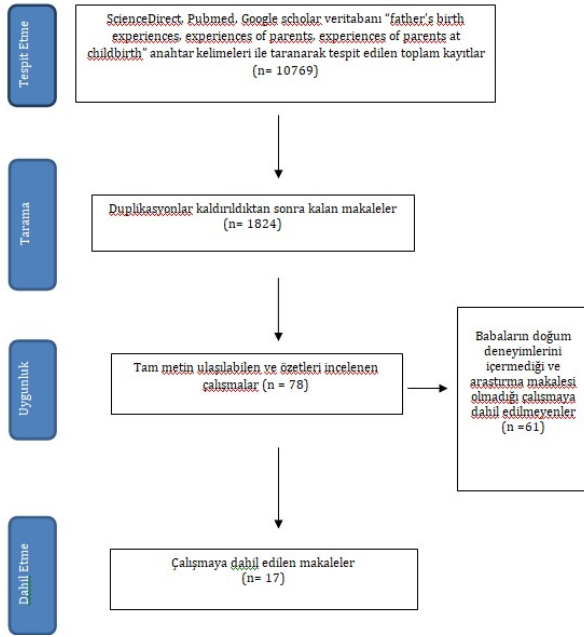 Tespit Etme
ScienceDirect, Pubmed, Google scholar veritabanı “father’s birth
experiences, experiences of parents, experiences of parents at
childbirth” anahtar kelimeleri ile taranarak tespit edilen toplam kayıtlar
(n= 10769)
Tarama
Duplikasyonlar kaldırıldıktan sonra kalan makaleler
(n= 1824)
Uygunluk
Tam metin ulaşılabilen ve özetleri incelenen
çalışmalar (n = 78)
Babaların doğum
deneyimlerini
içermediği ve
araştırma makalesi
olmadığı çalışmaya
dahil edilmeyenler
(n =61)
Dahil Etme
Çalışmaya dahil edilen makaleler
(n= 17)